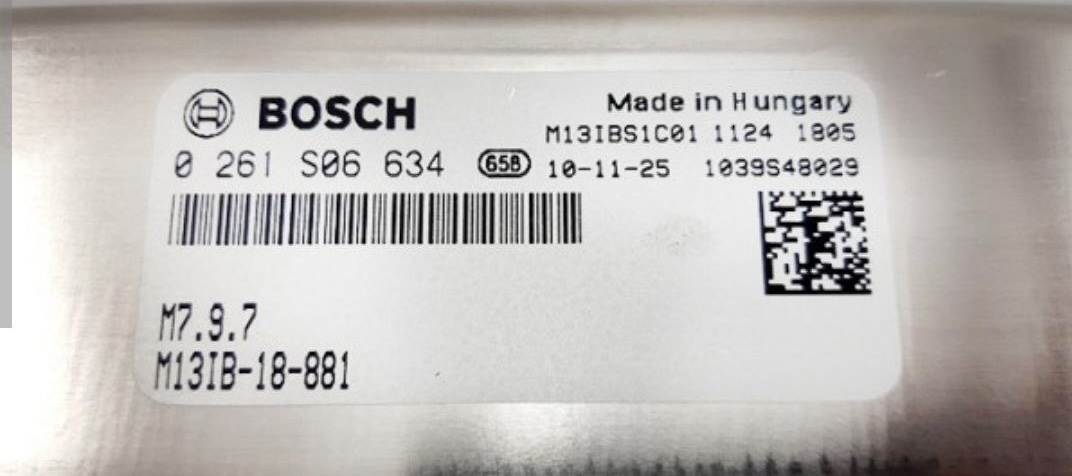 BOSCH
Made in Hungary
M13IBS1C01 1124 1805
0 261 S06 634 658 10-11-25 1039S48029
M7.9.7
M13IB-18-881